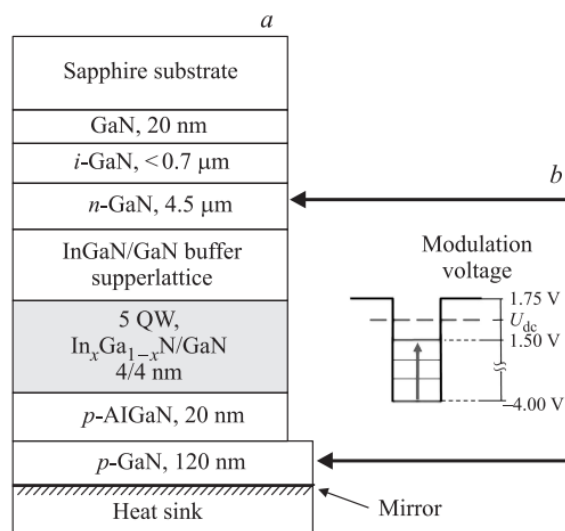 a
Sapphire substrate
GaN, 20 nm
i-GaN, <0.7 μm
n-GaN, 4.5 μm
InGaN/GaN buffer
supperlattice
5 QW,
InₓGa₁₋ₓN/GaN
4/4 nm
p-AlGaN, 20 nm
p-GaN, 120 nm
Heat sink
Mirror
b
Modulation
voltage
1.75 V
U_dc
1.50 V
–4.00 V